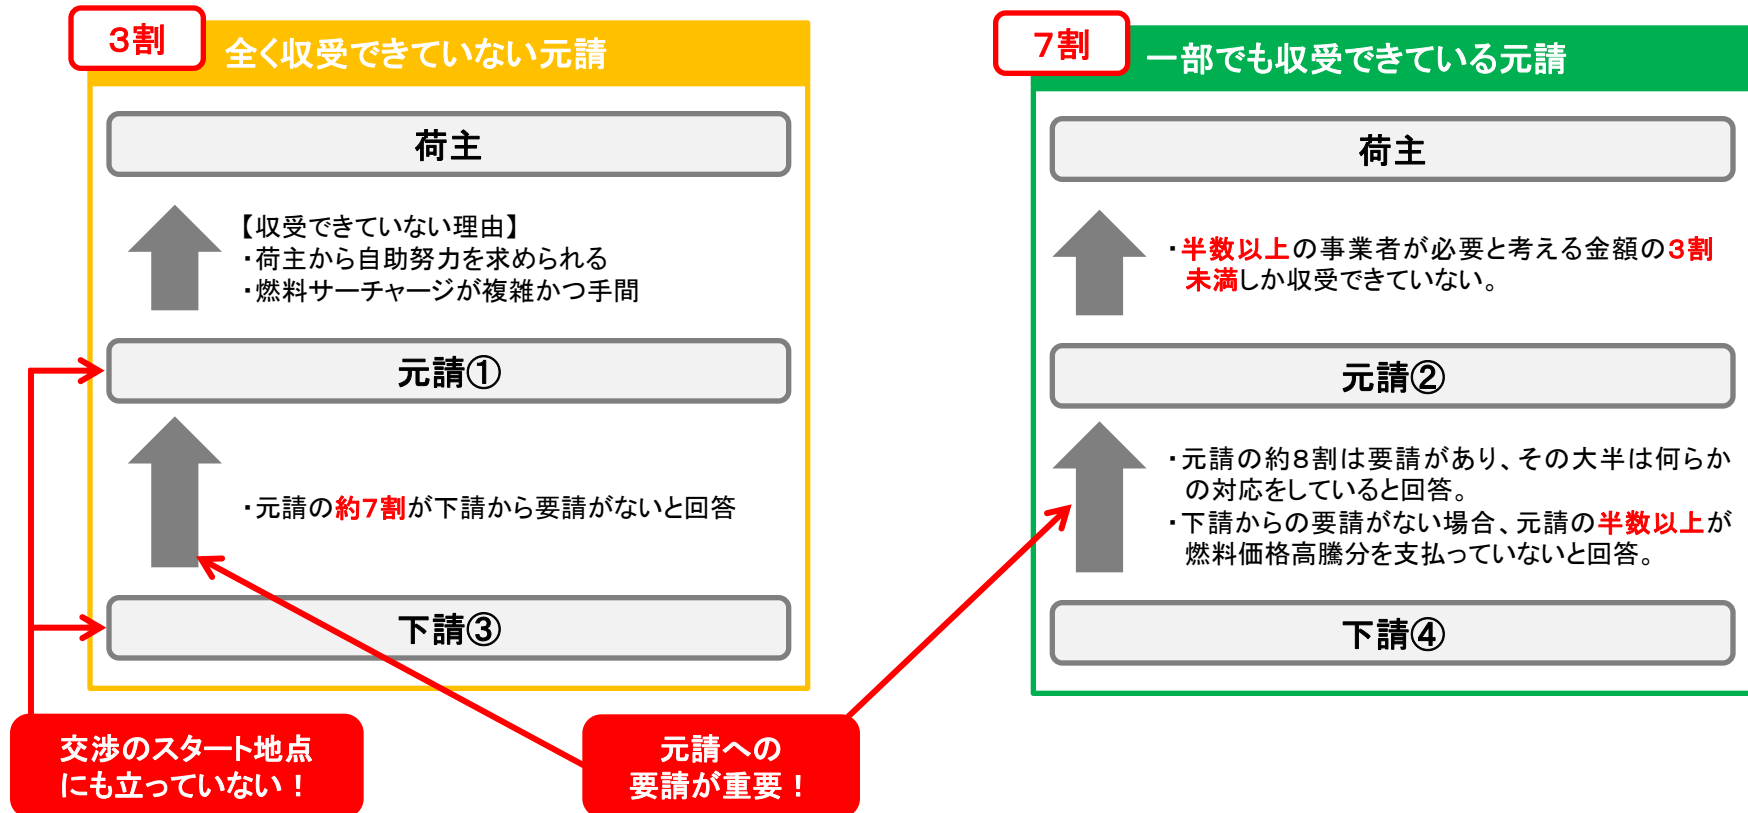 3割
全く収受できていない元請
荷主
【収受できていない理由】
・荷主から自助努力を求められる
・燃料サーチャージが複雑かつ手間
元請①
・元請の約7割が下請から要請がないと回答
下請③
交渉のスタート地点
にも立っていない！
元請への
要請が重要！
7割
一部でも収受できている元請
荷主
・半数以上の事業者が必要と考える金額の3割
未満しか収受できていない。
元請②
・元請の約8割は要請があり、その大半は何らか
の対応をしていると回答。
・下請からの要請がない場合、元請の半数以上が
燃料価格高騰分を支払っていないと回答。
下請④